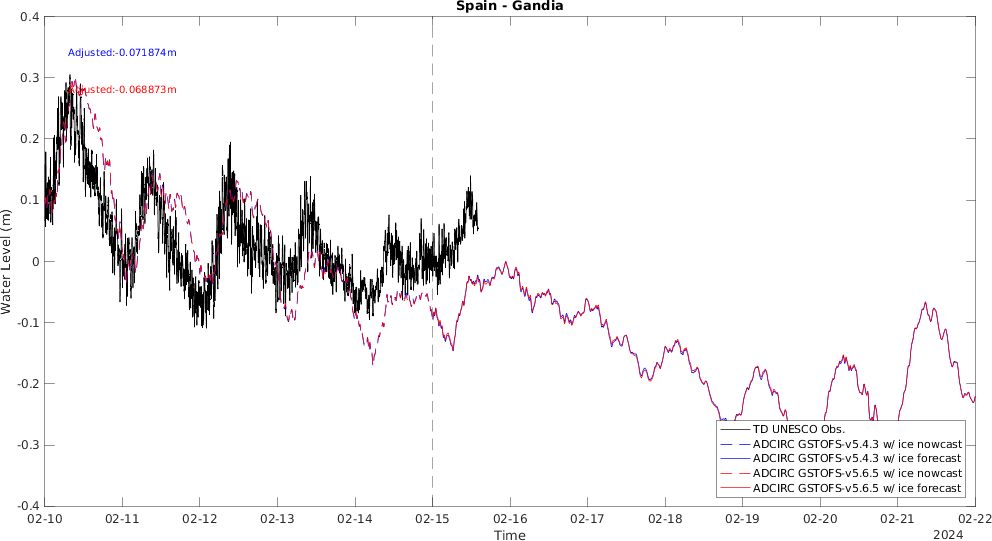 Spain - Gandia
0.4
0.3
0.2
0.1
0
-0.1
-0.2
-0.3
-0.4
Water Level (m)
Adjusted:-0.071874m
Adjusted:-0.068873m
TD UNESCO Obs.
ADCIRC GSTOFS-v5.4.3 w/ ice nowcast
ADCIRC GSTOFS-v5.4.3 w/ ice forecast
ADCIRC GSTOFS-v5.6.5 w/ ice nowcast
ADCIRC GSTOFS-v5.6.5 w/ ice forecast
02-10 02-11 02-12 02-13 02-14 02-15 02-16 02-17 02-18 02-19 02-20 02-21 02-22
Time
2024